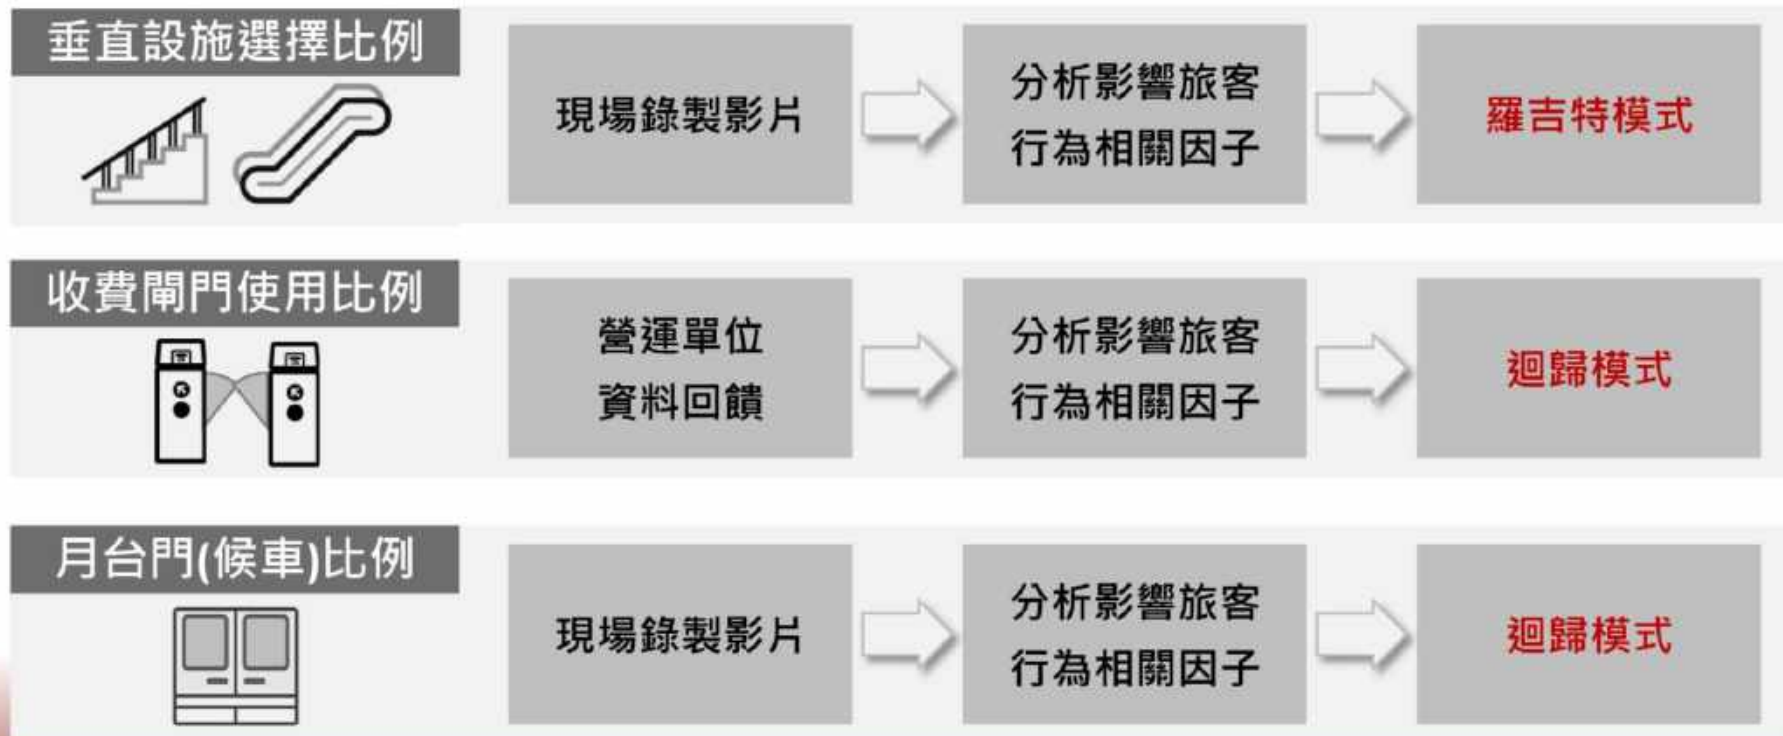 垂直設施選擇比例
現場錄製影片
分析影響旅客
行為相關因子
羅吉特模式
收費閘門使用比例
營運單位
資料回饋
分析影響旅客
行為相關因子
迴歸模式
月台門(候車)比例
現場錄製影片
分析影響旅客
行為相關因子
迴歸模式